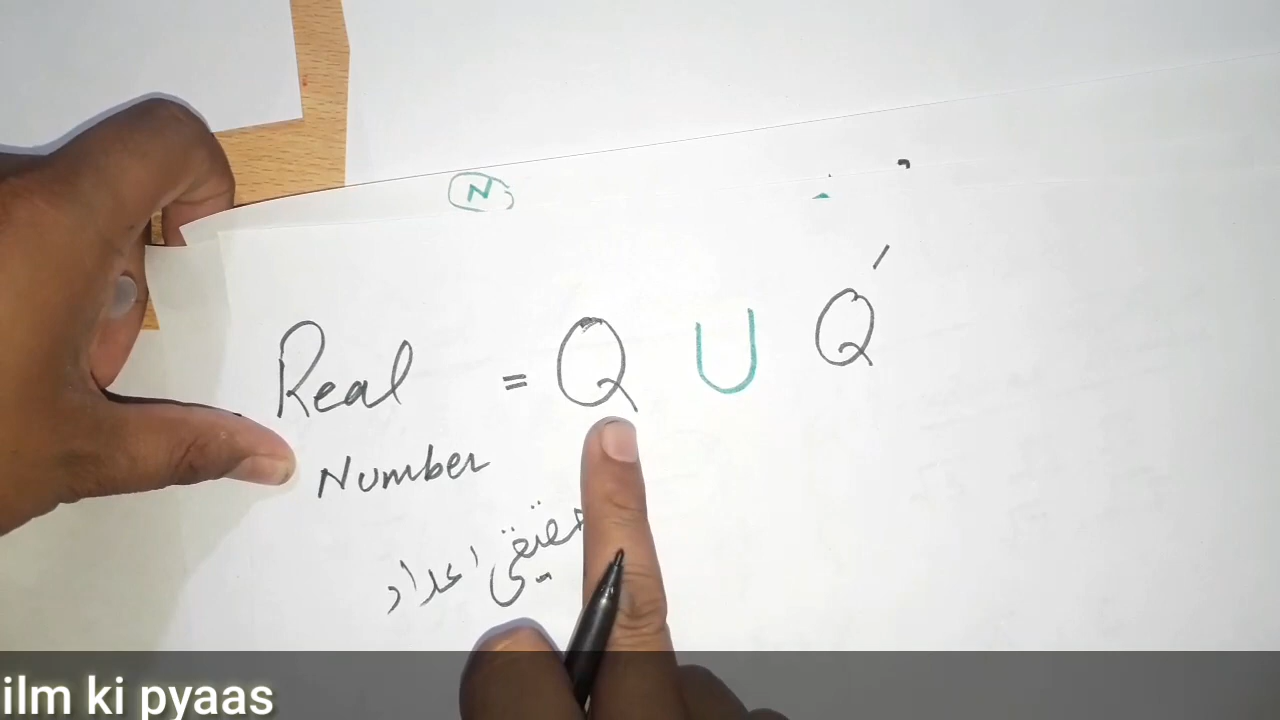 N
Real = Q U Q′
Number
حقیقی اعداد
ilm ki pyaas